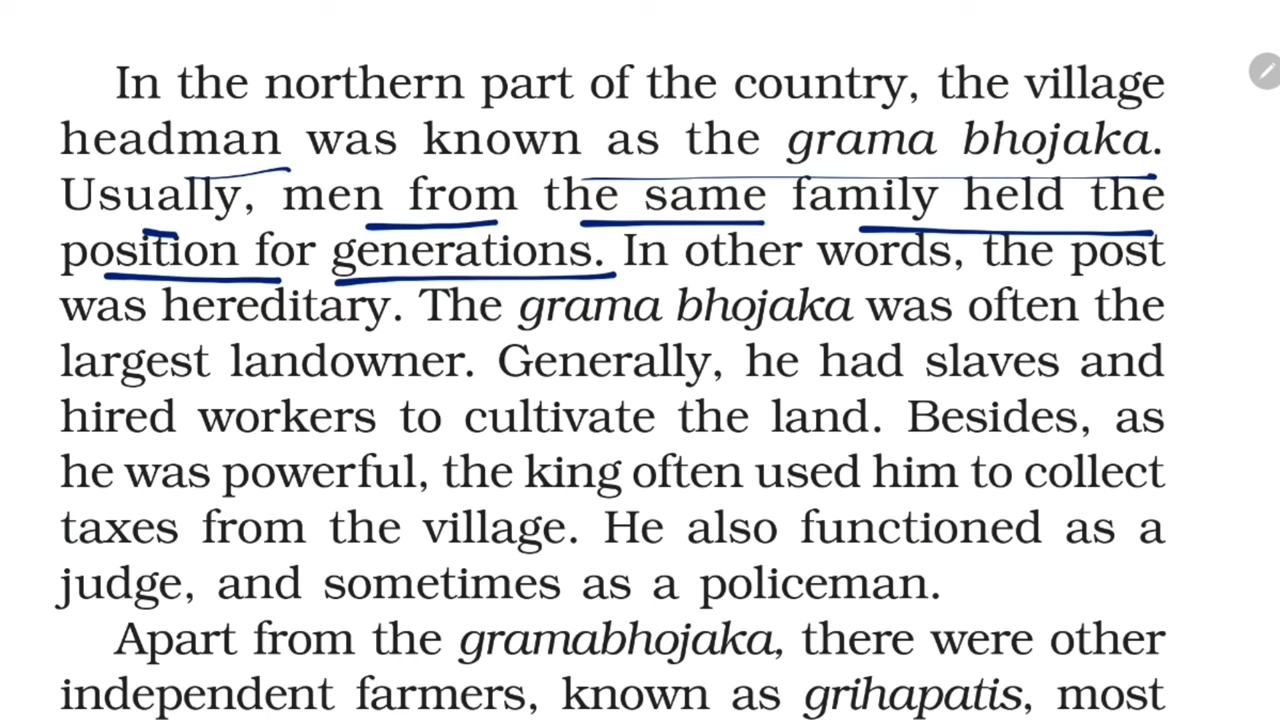 In the northern part of the country, the village
headman was known as the grama bhojaka.
Usually, men from the same family held the
position for generations. In other words, the post
was hereditary. The grama bhojaka was often the
largest landowner. Generally, he had slaves and
hired workers to cultivate the land. Besides, as
he was powerful, the king often used him to collect
taxes from the village. He also functioned as a
judge, and sometimes as a policeman.
Apart from the gramabhojaka, there were other
independent farmers, known as grihapatis, most